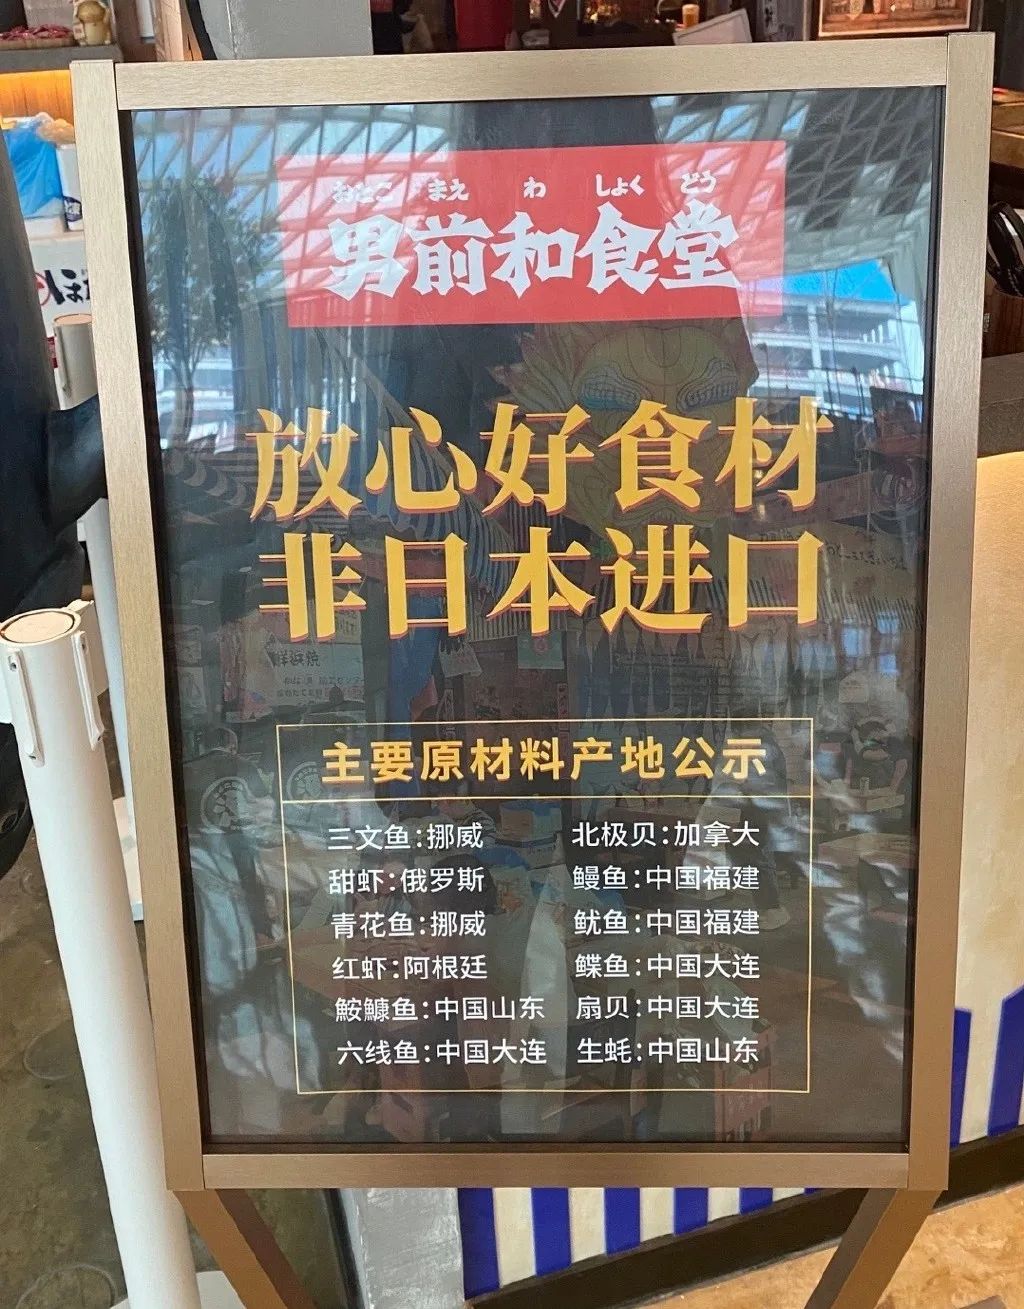 おとこ まえ わ しょく どう
男前和食堂
放心好食材
非日本进口
主要原材料产地公示
三文鱼:挪威 北极贝:加拿大
甜虾:俄罗斯 鳗鱼:中国福建
青花鱼:挪威 鱿鱼:中国福建
红虾:阿根廷 鲽鱼:中国大连
鮟鱇鱼:中国山东 扇贝:中国大连
六线鱼:中国大连 生蚝:中国山东